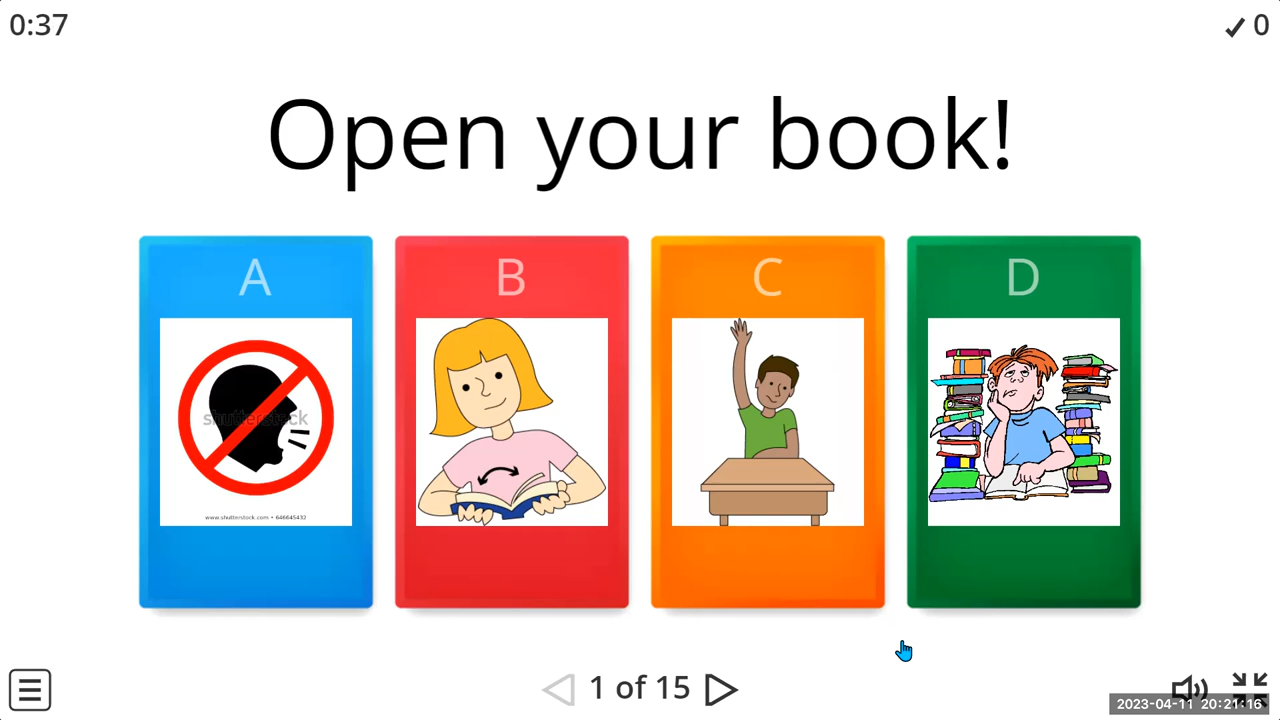 0:37
✓ 0
Open your book!
A
B
C
D
shutterstock
www.shutterstock.com • 646645432
1 of 15
2023-04-11 20:21:16